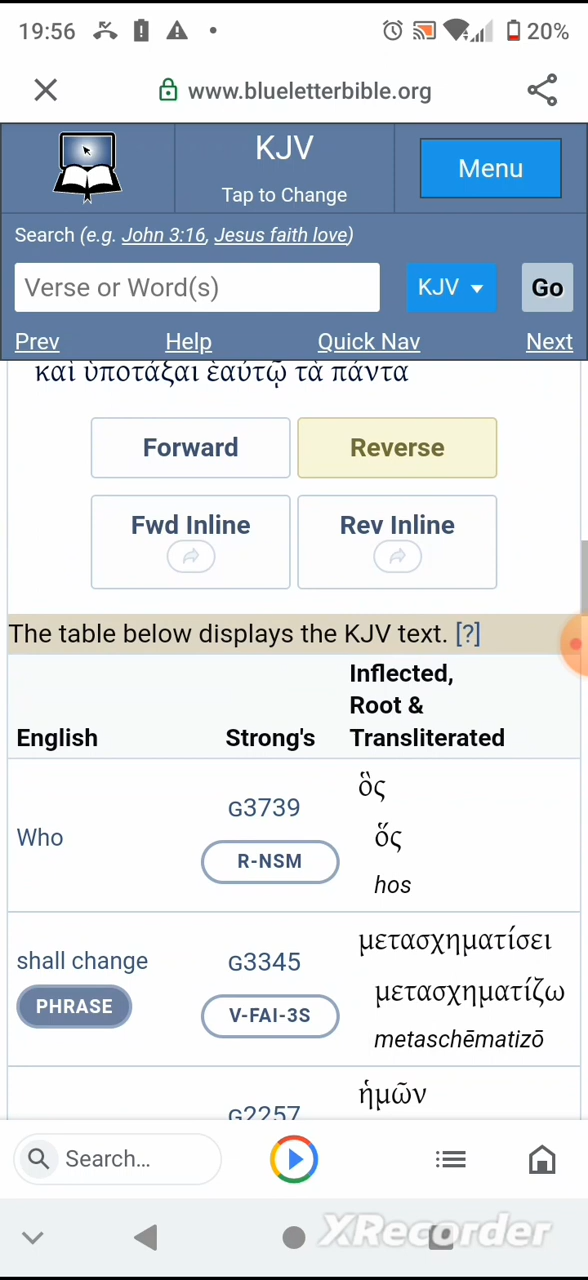 19:56
20%
www.blueletterbible.org
KJV
Tap to Change
Menu
Search (e.g. John 3:16, Jesus faith love)
Verse or Word(s)
KJV
Go
Prev Help Quick Nav Next
καὶ ὑποτάξαι ἑαὐτῷ τὰ πάντα
Forward
Reverse
Fwd Inline
Rev Inline
The table below displays the KJV text. [?]
English
Strong's
Inflected,
Root &
Transliterated
Who
G3739
R-NSM
ὃς
ὅς
hos
shall change
PHRASE
G3345
V-FAI-3S
μετασχηματίσει
μετασχηματίζω
metaschēmatizō
G2257
ἡμῶν
Search...
XRecorder